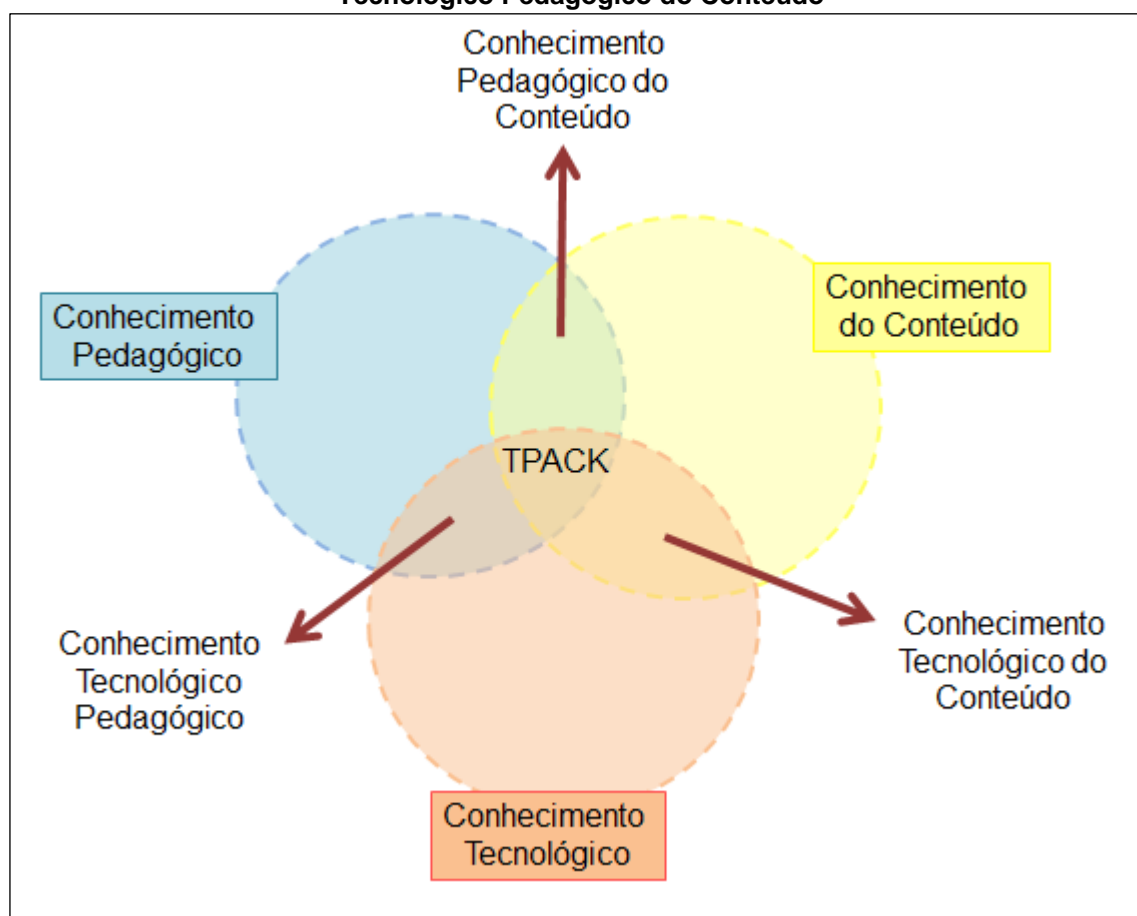 Tecnológico Pedagógico do Conteúdo
Conhecimento
Pedagógico do
Conteúdo
Conhecimento
Pedagógico
Conhecimento
do Conteúdo
TPACK
Conhecimento
Tecnológico
Pedagógico
Conhecimento
Tecnológico do
Conteúdo
Conhecimento
Tecnológico